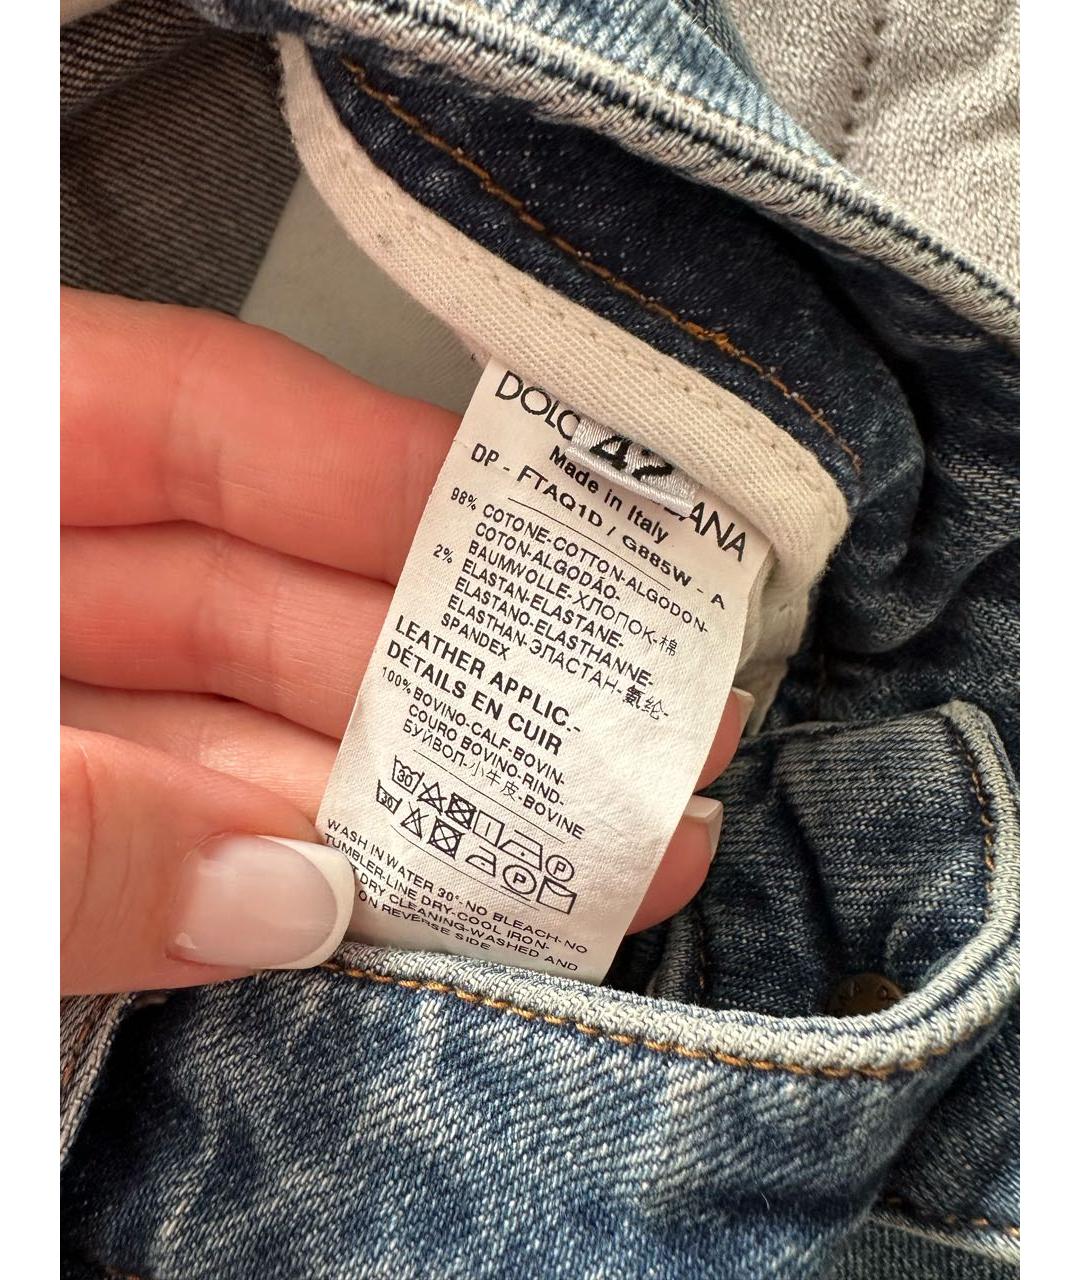 DOLC
42
BANA
Made in Italy
DP - FTAQ1D / G885W - A
98% COTONE-COTTON-ALGODON-
COTON-ALGODÃO-
BAUMWOLLE-ХЛОПОК-棉
2% ELASTAN-ELASTANE-
ELASTANO-ELASTHANNE-
ELASTHAN-ЭЛАСТАН-氨纶-
SPANDEX
LEATHER APPLIC.-
DÉTAILS EN CUIR
100% BOVINO-CALF-BOVIN-
COURO BOVINO-RIND-
БУЙВОЛ-小牛皮-BOVINE
30 P
30 P
WASH IN WATER 30°-NO BLEACH-NO
TUMBLER-LINE DRY-COOL IRON-
DRY CLEANING-WASHED AND
ON REVERSE SIDE